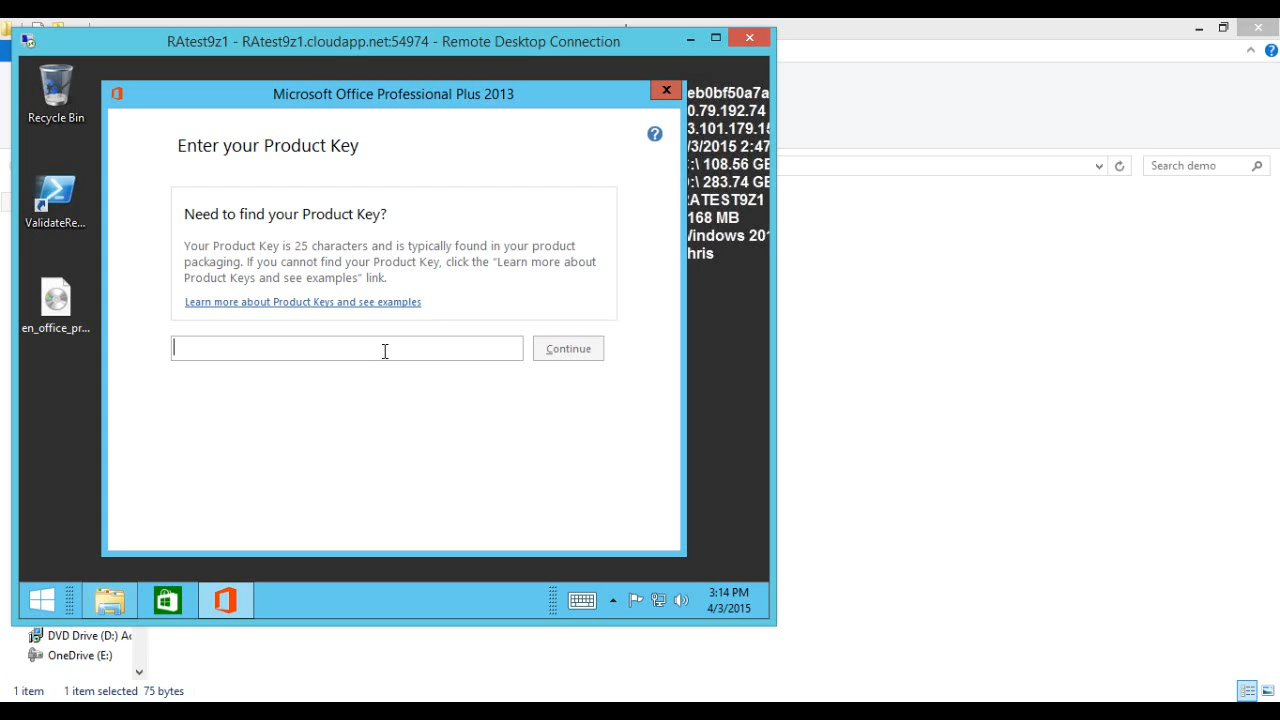 RAtest9z1 - RAtest9z1.cloudapp.net:54974 - Remote Desktop Connection
Search demo
Recycle Bin
ValidateRe...
en_office_pr...
Microsoft Office Professional Plus 2013
x
Enter your Product Key
?
Need to find your Product Key?
Your Product Key is 25 characters and is typically found in your product
packaging. If you cannot find your Product Key, click the "Learn more about
Product Keys and see examples" link.
Learn more about Product Keys and see examples
Continue
eb0bf50a7a
0.79.192.74
3.101.179.15
/3/2015 2:47
:\ 108.56 GB
:\ 283.74 GB
RATEST9Z1
168 MB
Windows 201
hris
3:14 PM
4/3/2015
DVD Drive (D:) Ac
OneDrive (E:)
1 item 1 item selected 75 bytes